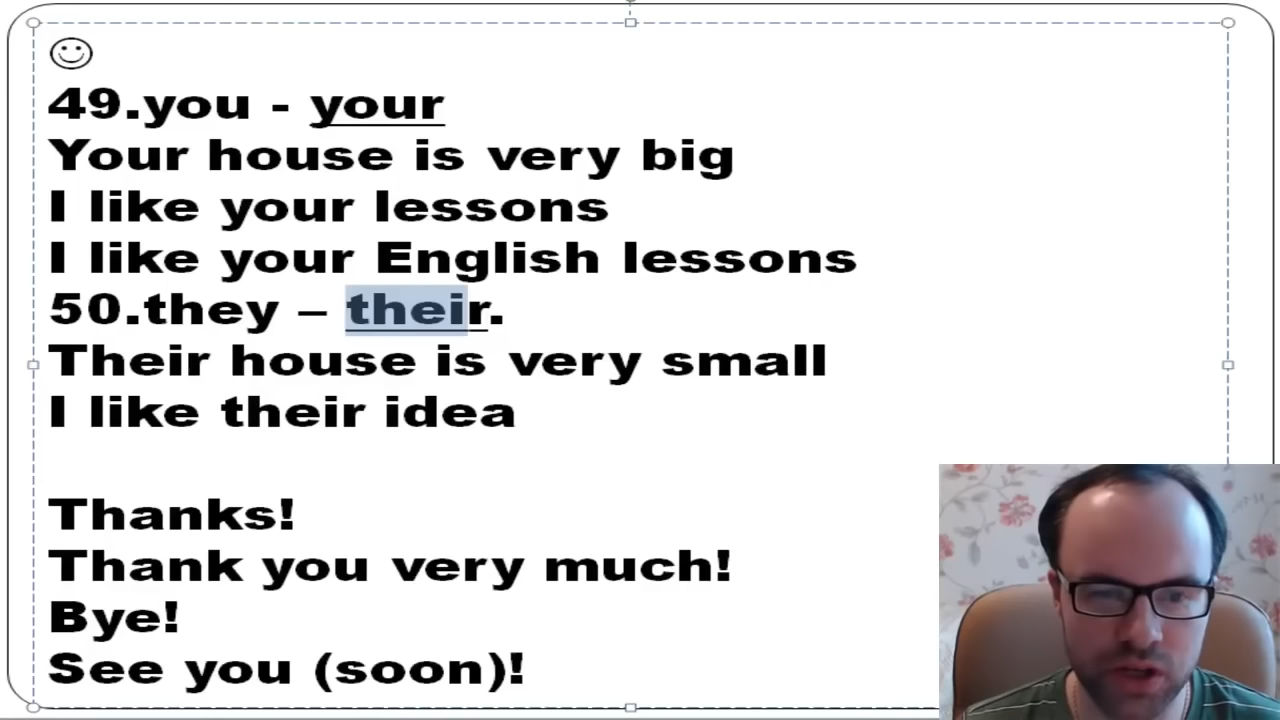 49.you - your
Your house is very big
I like your lessons
I like your English lessons
50.they – their.
Their house is very small
I like their idea
Thanks!
Thank you very much!
Bye!
See you (soon)!